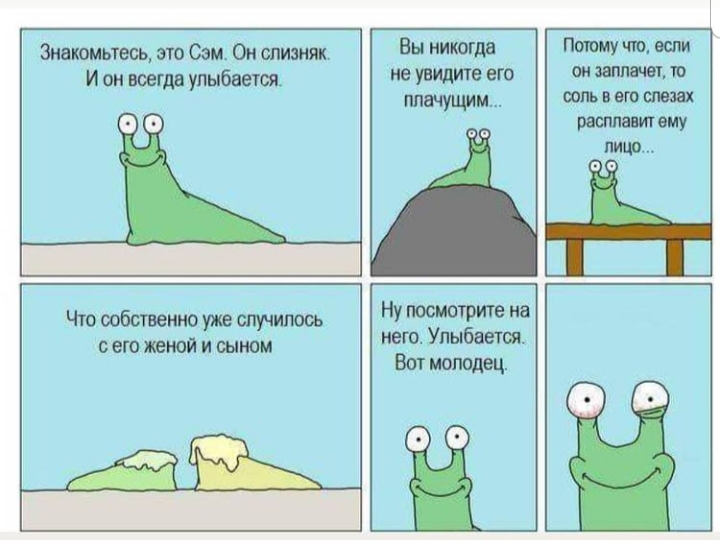 Знакомьтесь, это Сэм. Он слизняк.
И он всегда улыбается.
Вы никогда
не увидите его
плачущим...
Потому что, если
он заплачет, то
соль в его слезах
расплавит ему
лицо...
Что собственно уже случилось
с его женой и сыном
Ну посмотрите на
него. Улыбается.
Вот молодец.